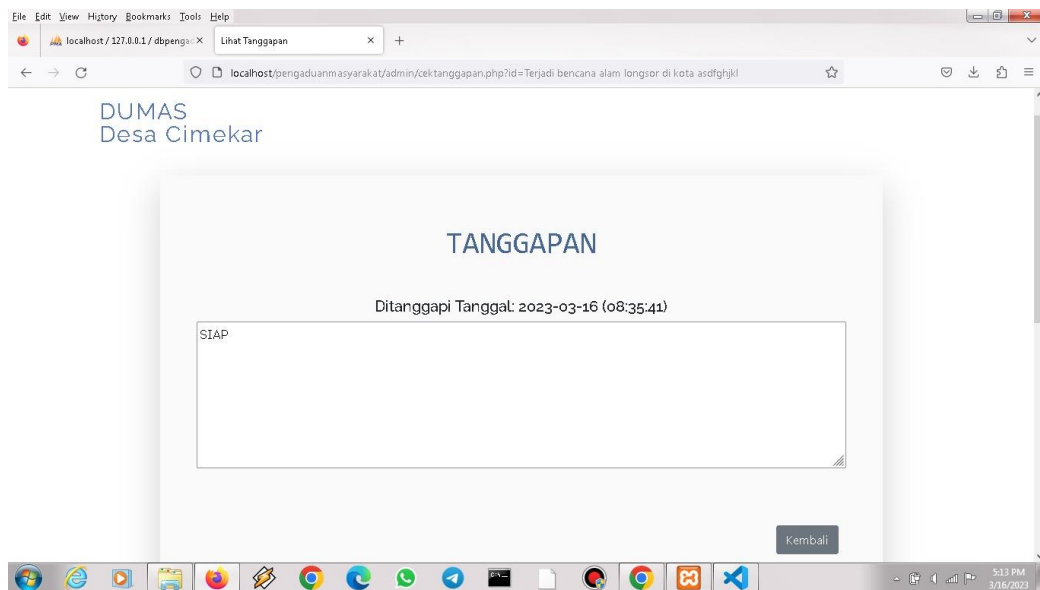 File Edit View History Bookmarks Tools Help
localhost / 127.0.0.1 / dbpengad Lihat Tanggapan
localhost/pengaduanmasyarakat/admin/cektanggapan.php?id=Terjadi bencana alam longsor di kota asdfghjkl
DUMAS
Desa Cimekar
TANGGAPAN
Ditanggapi Tanggal: 2023-03-16 (08:35:41)
SIAP
Kembali
5:13 PM
3/16/2023